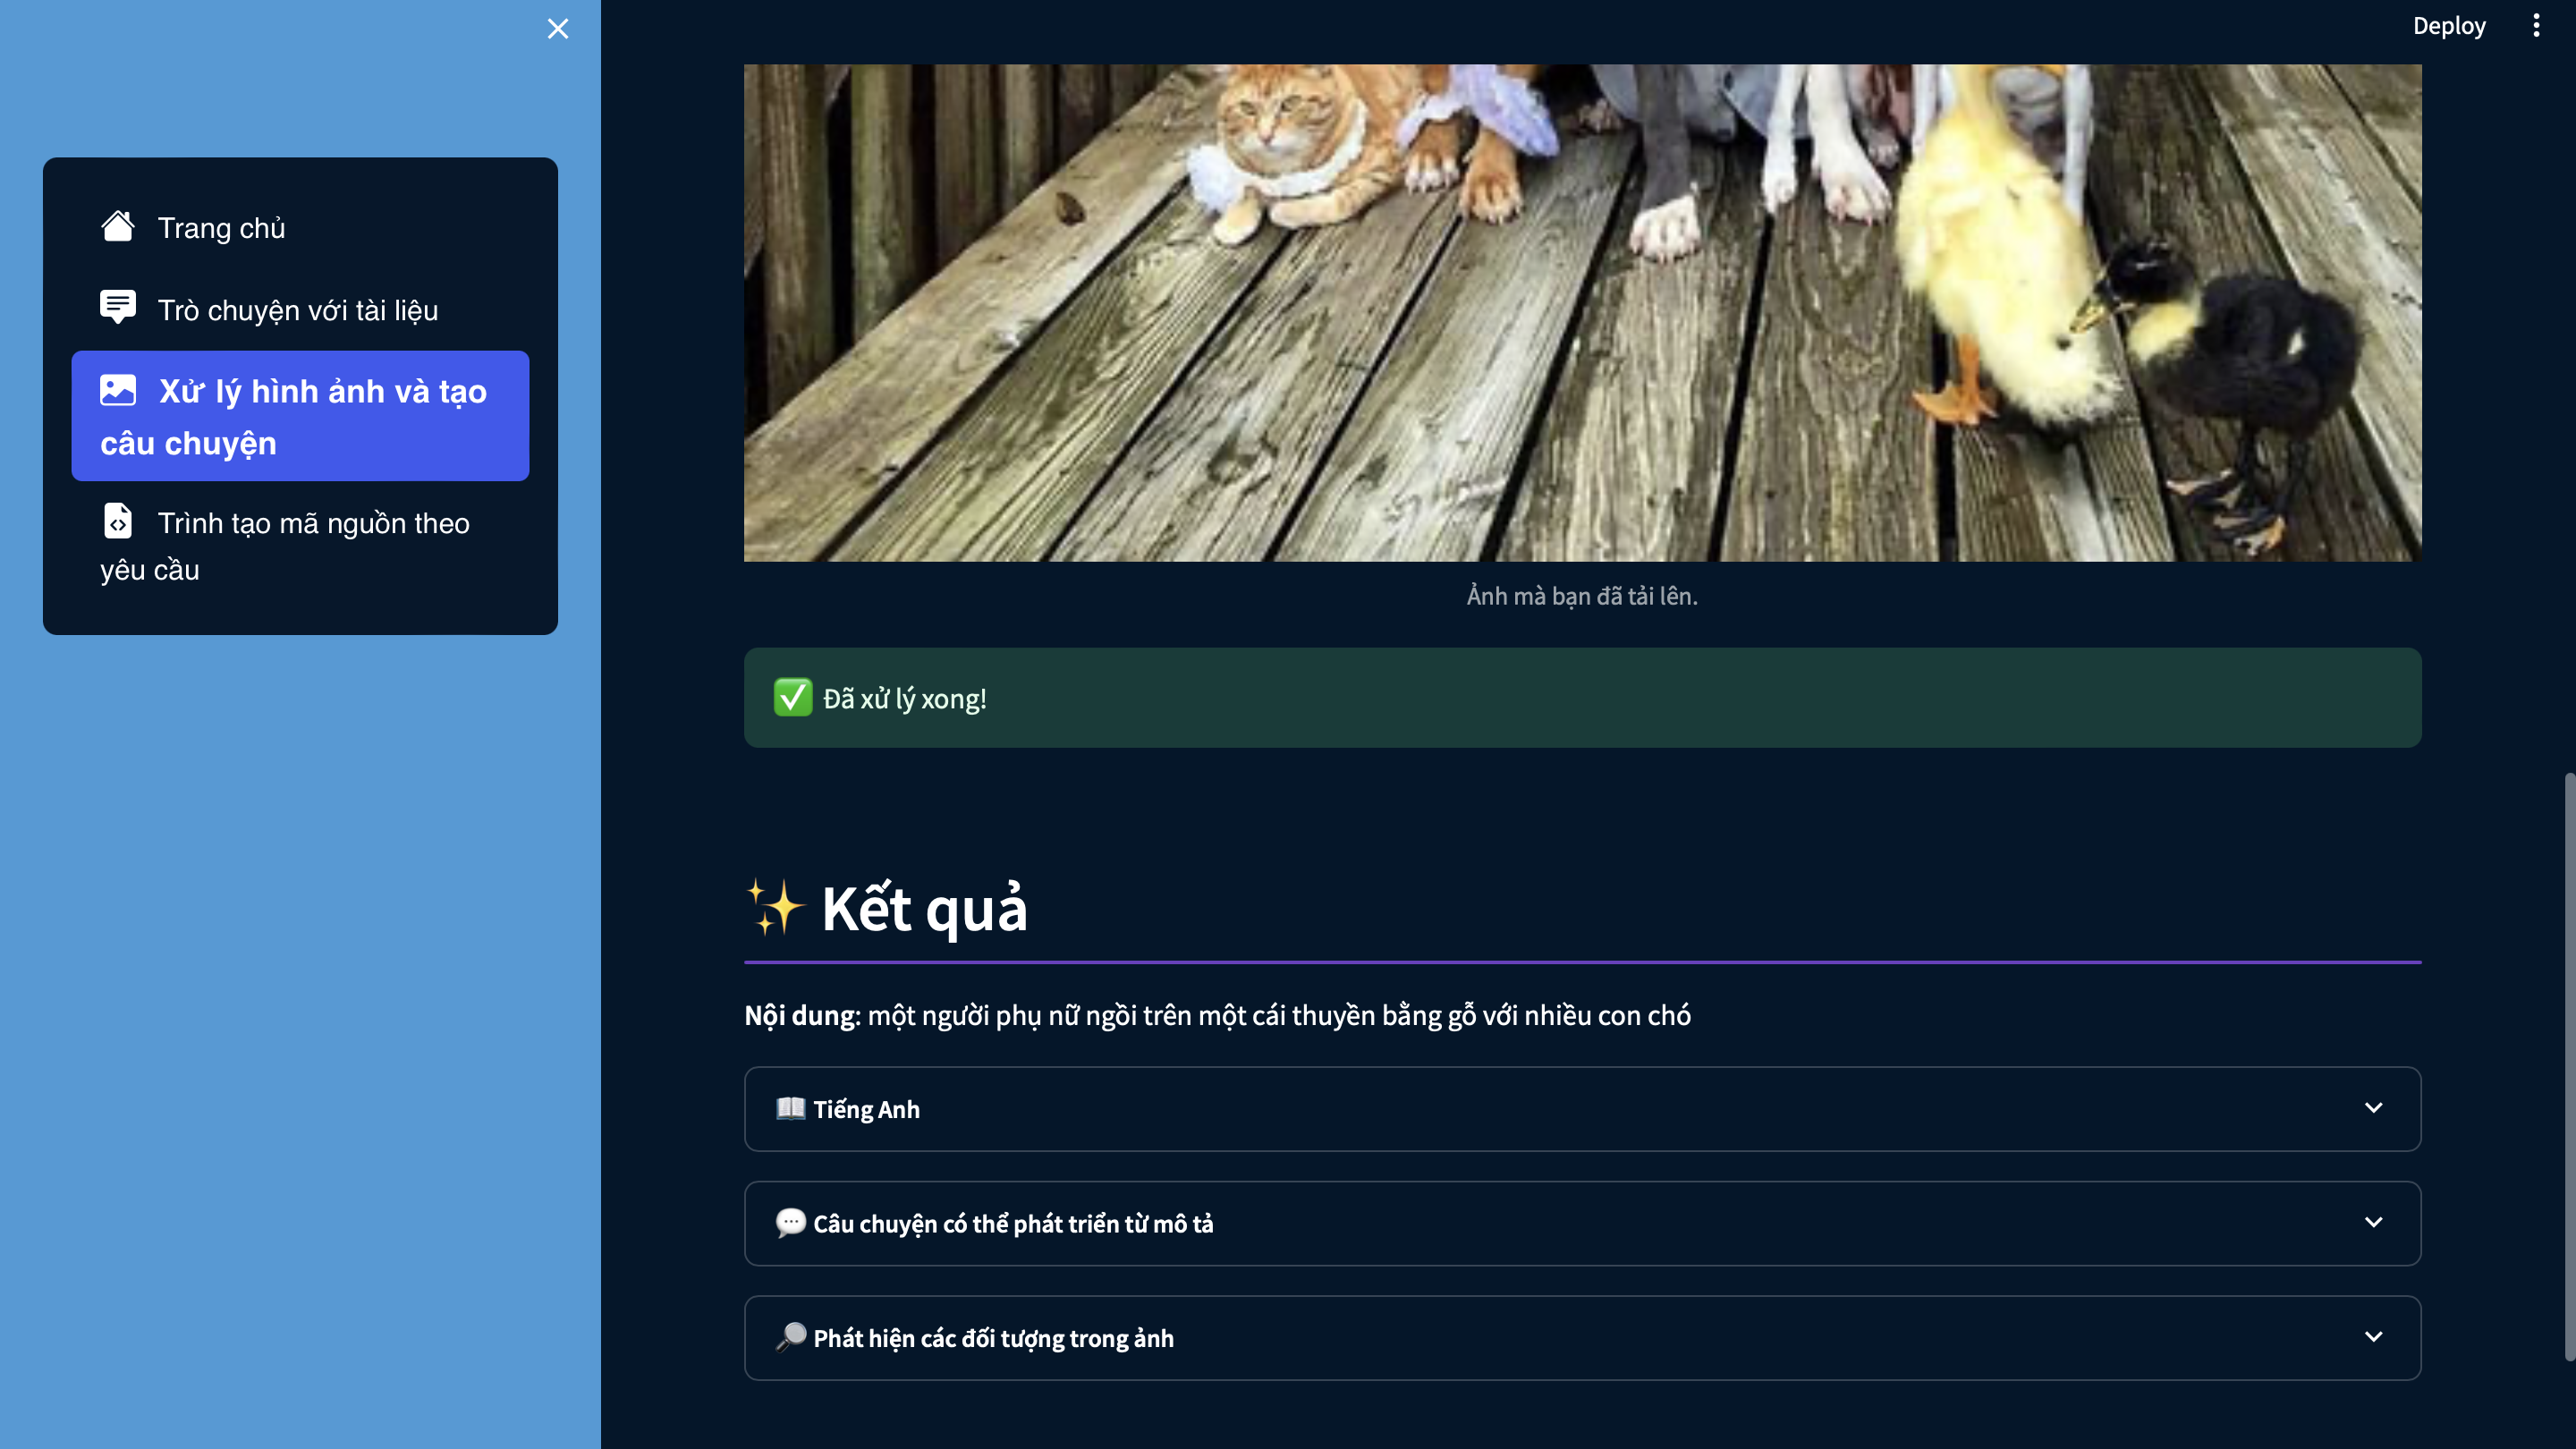 Deploy
Trang chủ
Trò chuyện với tài liệu
Xử lý hình ảnh và tạo
câu chuyện
Trình tạo mã nguồn theo
yêu cầu
Ảnh mà bạn đã tải lên.
Đã xử lý xong!
Kết quả
Nội dung: một người phụ nữ ngồi trên một cái thuyền bằng gỗ với nhiều con chó
Tiếng Anh
Câu chuyện có thể phát triển từ mô tả
Phát hiện các đối tượng trong ảnh